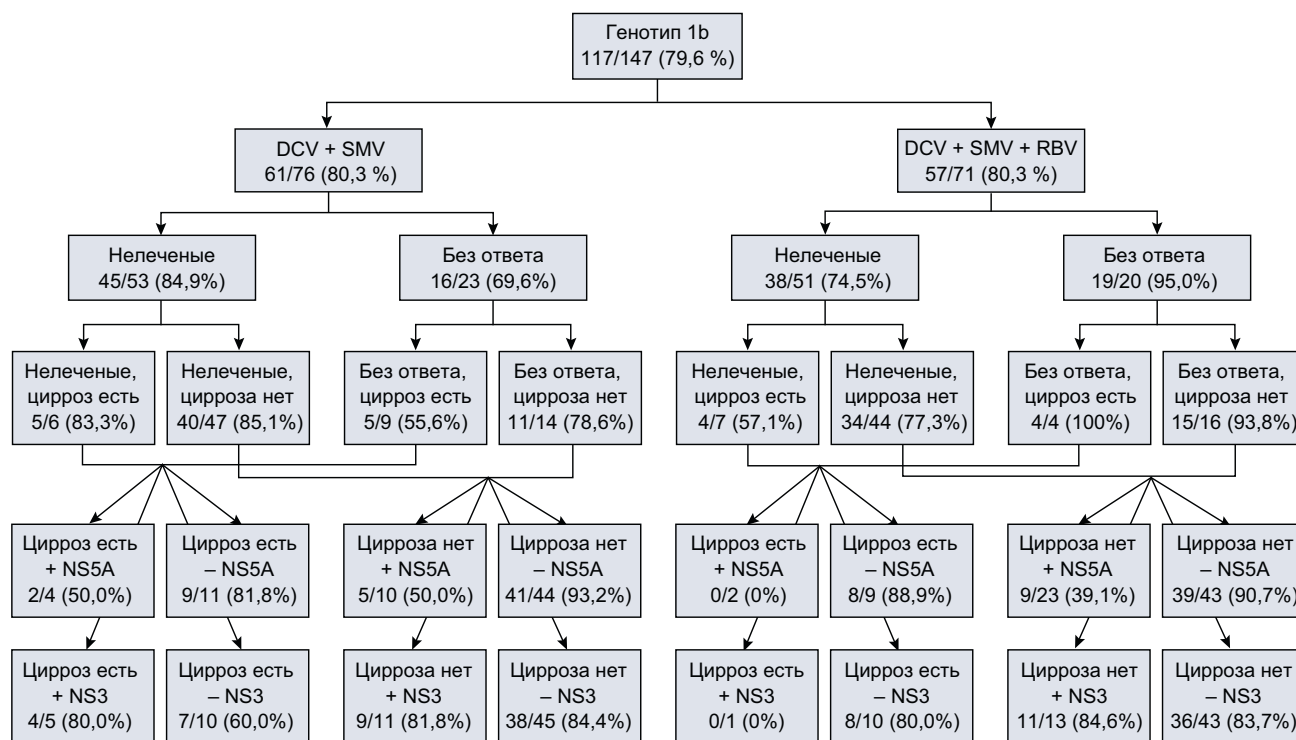 Генотип 1b
117/147 (79,6 %)
DCV + SMV
61/76 (80,3 %)
DCV + SMV + RBV
57/71 (80,3 %)
Нелеченые
45/53 (84,9%)
Без ответа
16/23 (69,6%)
Нелеченые
38/51 (74,5%)
Без ответа
19/20 (95,0%)
Нелеченые,
цирроз есть
5/6 (83,3%)
Нелеченые,
цирроза нет
40/47 (85,1%)
Без ответа,
цирроз есть
5/9 (55,6%)
Без ответа,
цирроза нет
11/14 (78,6%)
Нелеченые,
цирроз есть
4/7 (57,1%)
Нелеченые,
цирроза нет
34/44 (77,3%)
Без ответа,
цирроз есть
4/4 (100%)
Без ответа,
цирроза нет
15/16 (93,8%)
Цирроз есть
+ NS5A
2/4 (50,0%)
Цирроз есть
– NS5A
9/11 (81,8%)
Цирроза нет
+ NS5A
5/10 (50,0%)
Цирроза нет
– NS5A
41/44 (93,2%)
Цирроз есть
+ NS5A
0/2 (0%)
Цирроз есть
– NS5A
8/9 (88,9%)
Цирроза нет
+ NS5A
9/23 (39,1%)
Цирроза нет
– NS5A
39/43 (90,7%)
Цирроз есть
+ NS3
4/5 (80,0%)
Цирроз есть
– NS3
7/10 (60,0%)
Цирроза нет
+ NS3
9/11 (81,8%)
Цирроза нет
– NS3
38/45 (84,4%)
Цирроз есть
+ NS3
0/1 (0%)
Цирроз есть
– NS3
8/10 (80,0%)
Цирроза нет
+ NS3
11/13 (84,6%)
Цирроза нет
– NS3
36/43 (83,7%)